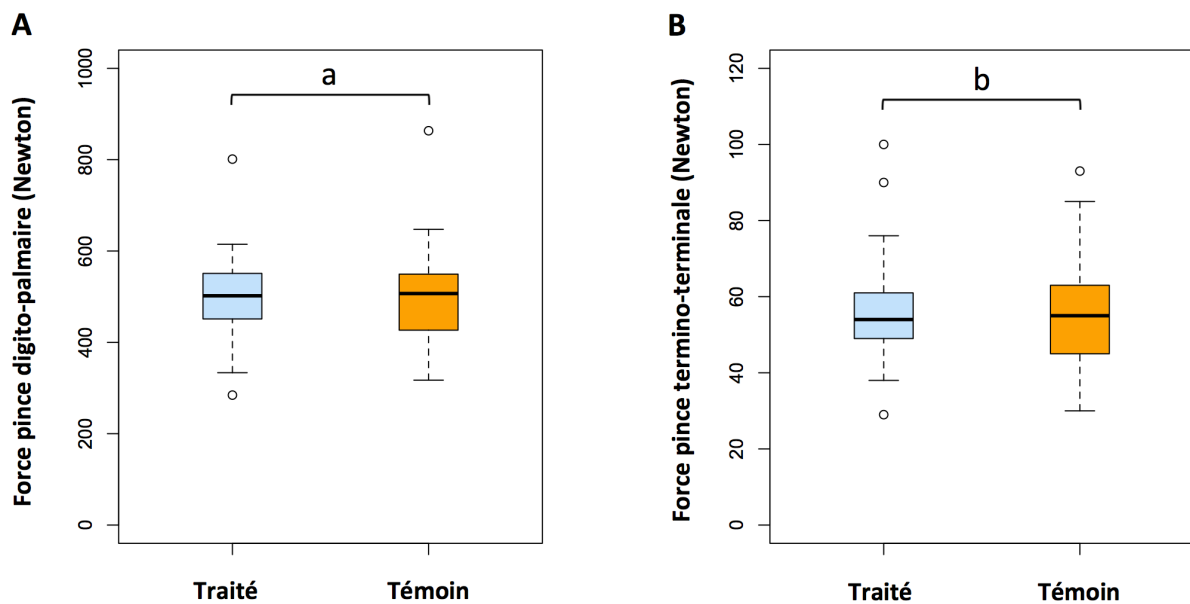 A
Force pince digito-palmaire (Newton)
1000
800
600
400
200
0
a
Traité
Témoin
B
Force pince termino-terminale (Newton)
120
100
80
60
40
20
0
b
Traité
Témoin